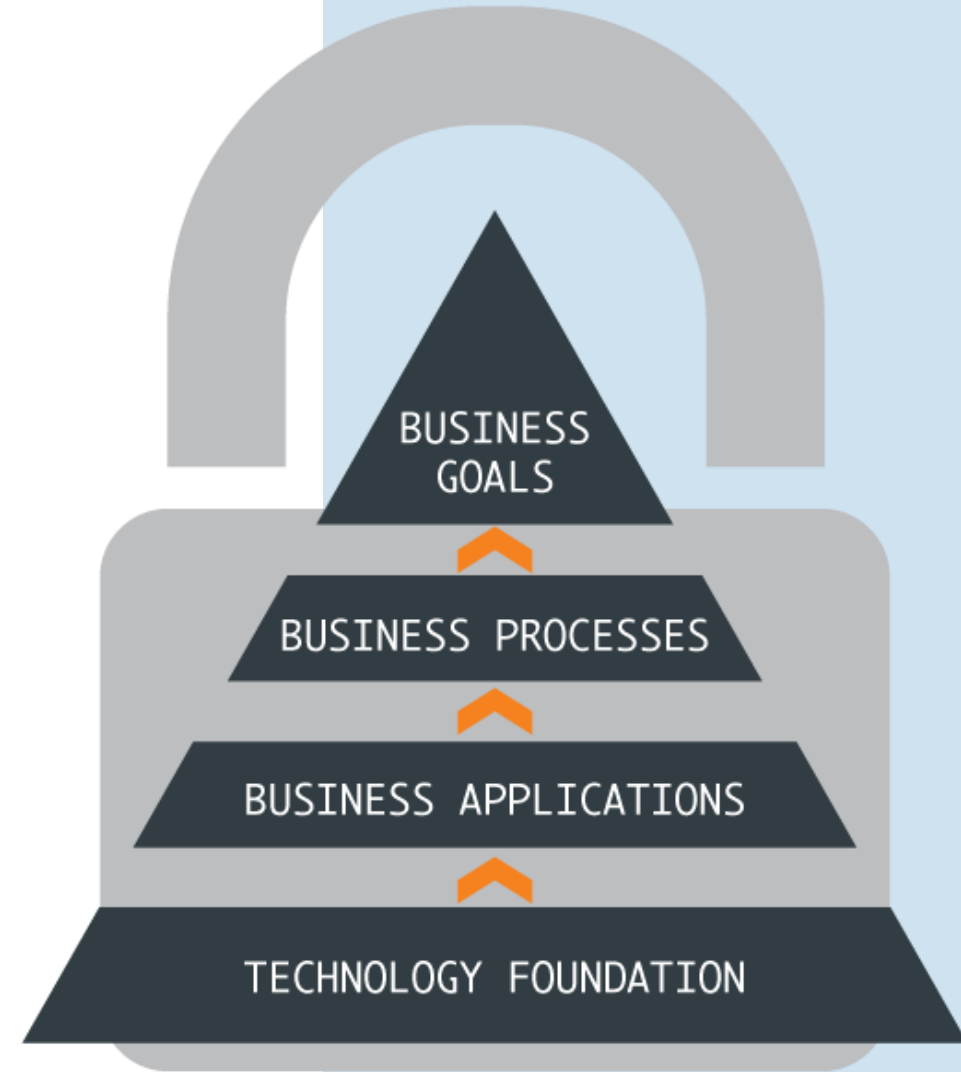 BUSINESS
GOALS
BUSINESS PROCESSES
BUSINESS APPLICATIONS
TECHNOLOGY FOUNDATION